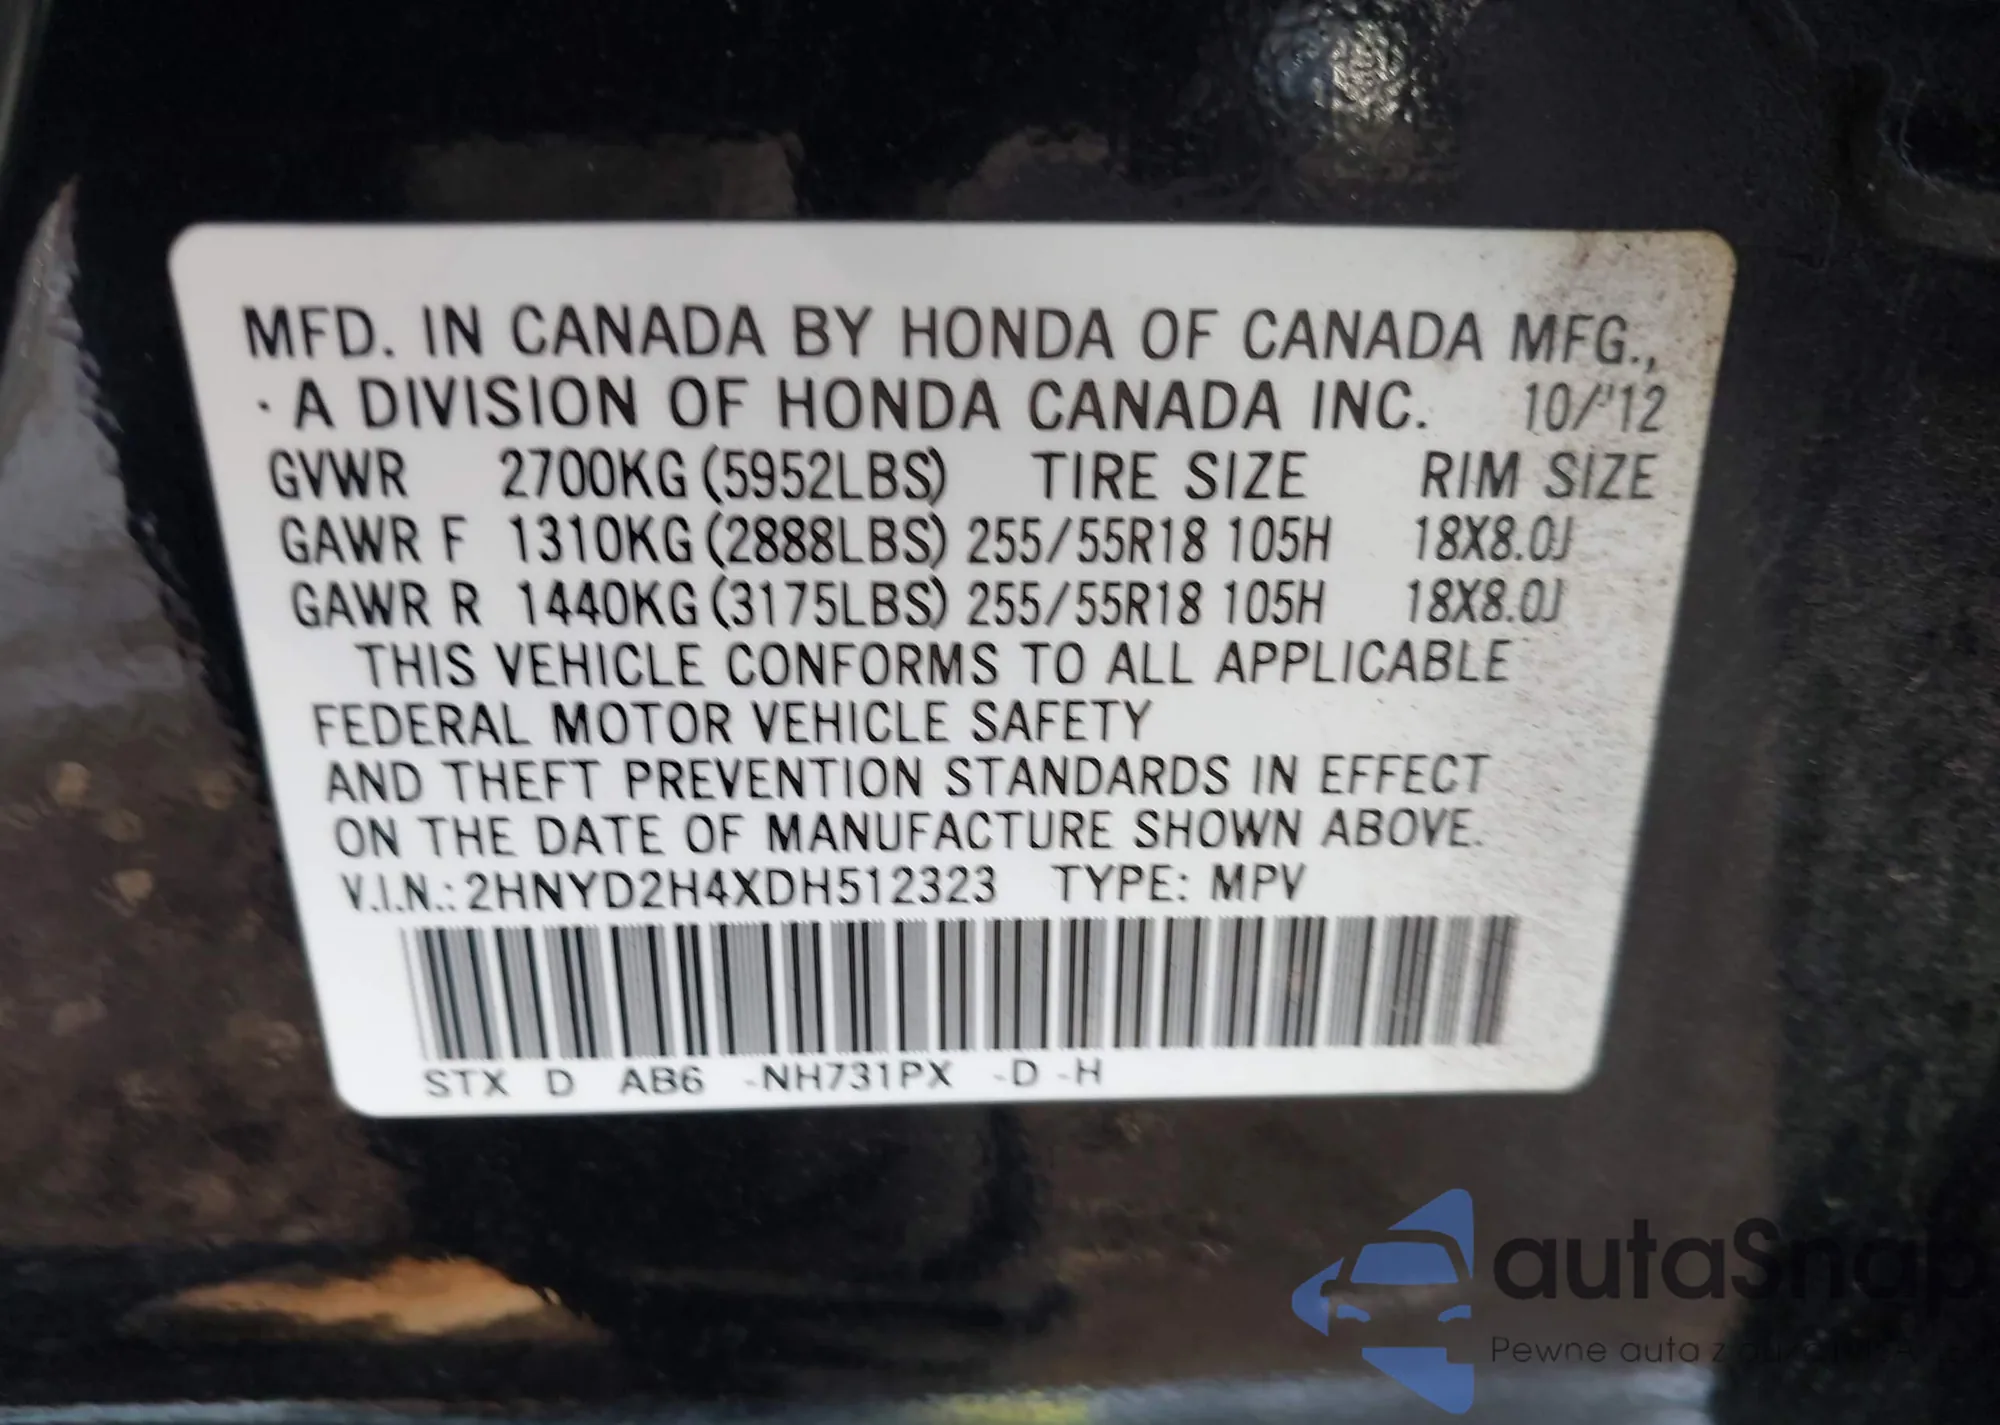 MFD. IN CANADA BY HONDA OF CANADA MFG.,
· A DIVISION OF HONDA CANADA INC. 10/'12
GVWR 2700KG (5952LBS) TIRE SIZE RIM SIZE
GAWR F 1310KG (2888LBS) 255/55R18 105H 18X8.0J
GAWR R 1440KG (3175LBS) 255/55R18 105H 18X8.0J
THIS VEHICLE CONFORMS TO ALL APPLICABLE
FEDERAL MOTOR VEHICLE SAFETY
AND THEFT PREVENTION STANDARDS IN EFFECT
ON THE DATE OF MANUFACTURE SHOWN ABOVE.
V.I.N.: 2HNYD2H4XDH512323 TYPE: MPV
STX D AB6 -NH731PX -D -H
autaSnap
Pewne auta z